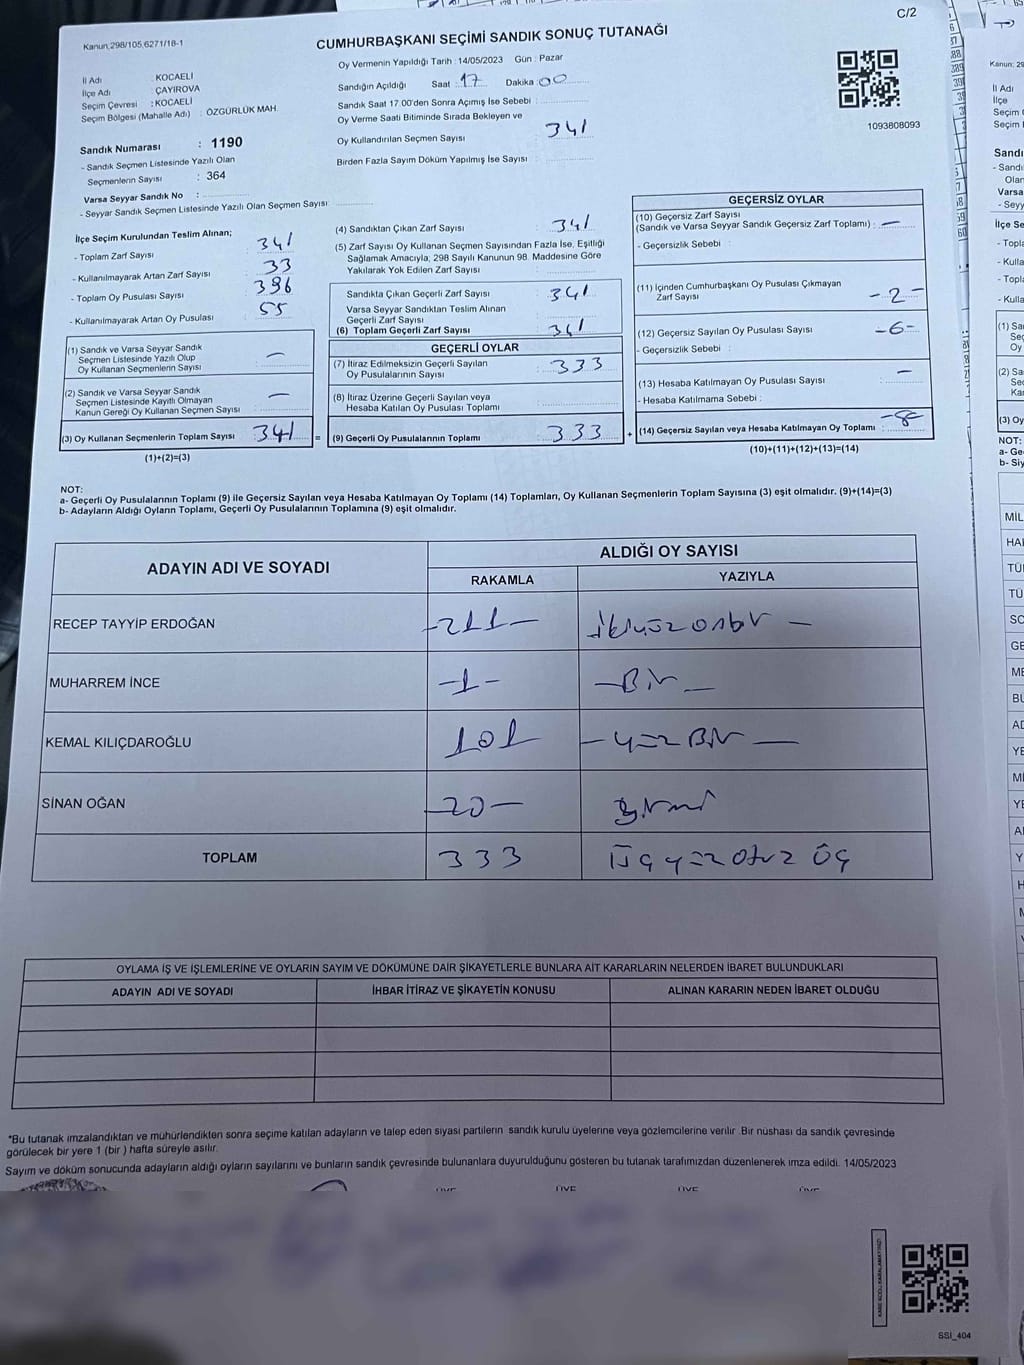 C/2
Kanun;298/105,6271/18-1
CUMHURBAŞKANI SEÇİMİ SANDIK SONUÇ TUTANAĞI
İl Adı KOCAELİ
İlçe Adı ÇAYIROVA
Seçim Çevresi : KOCAELİ
Seçim Bölgesi (Mahalle Adı) : ÖZGÜRLÜK MAH.
Sandık Numarası : 1190
- Sandık Seçmen Listesinde Yazılı Olan
Seçmenlerin Sayısı : 364
Varsa Seyyar Sandık No :
- Seyyar Sandık Seçmen Listesinde Yazılı Olan Seçmen Sayısı
Oy Vermenin Yapıldığı Tarih : 14/05/2023 Gün : Pazar
Sandığın Açıldığı Saat : 17 Dakika 00
Sandık Saat 17.00'den Sonra Açımış İse Sebebi :
Oy Verme Saati Bitiminde Sırada Bekleyen ve
Oy Kullandırılan Seçmen Sayısı : 341
Birden Fazla Sayım Döküm Yapılmış İse Sayısı :
1093808093
İlçe Seçim Kurulundan Teslim Alınan;
- Toplam Zarf Sayısı : 341
- Kullanılmayarak Artan Zarf Sayısı : 33
- Toplam Oy Pusulası Sayısı : 396
- Kullanılmayarak Artan Oy Pusulası : 55
(1) Sandık ve Varsa Seyyar Sandık
Seçmen Listesinde Yazılı Olup
Oy Kullanan Seçmenlerin Sayısı : —
(2) Sandık ve Varsa Seyyar Sandık
Seçmen Listesinde Kayıtlı Olmayan
Kanun Gereği Oy Kullanan Seçmen Sayısı : —
(3) Oy Kullanan Seçmenlerin Toplam Sayısı : 341 =
(1)+(2)=(3)
(4) Sandıktan Çıkan Zarf Sayısı : 341
(5) Zarf Sayısı Oy Kullanan Seçmen Sayısından Fazla İse, Eşitliği
Sağlamak Amacıyla; 298 Sayılı Kanunun 98. Maddesine Göre
Yakılarak Yok Edilen Zarf Sayısı :
Sandıkta Çıkan Geçerli Zarf Sayısı : 341
Varsa Seyyar Sandıktan Teslim Alınan
Geçerli Zarf Sayısı
(6) Toplam Geçerli Zarf Sayısı : 341
GEÇERLİ OYLAR
(7) İtiraz Edilmeksizin Geçerli Sayılan
Oy Pusulalarının Sayısı : 333
(8) İtiraz Üzerine Geçerli Sayılan veya
Hesaba Katılan Oy Pusulası Toplamı :
(9) Geçerli Oy Pusulalarının Toplamı : 333 +
GEÇERSİZ OYLAR
(10) Geçersiz Zarf Sayısı
(Sandık ve Varsa Seyyar Sandık Geçersiz Zarf Toplamı) : —
- Geçersizlik Sebebi :
(11) İçinden Cumhurbaşkanı Oy Pusulası Çıkmayan
Zarf Sayısı : - 2 -
(12) Geçersiz Sayılan Oy Pusulası Sayısı : -6-
- Geçersizlik Sebebi :
(13) Hesaba Katılmayan Oy Pusulası Sayısı : —
- Hesaba Katılmama Sebebi :
(14) Geçersiz Sayılan veya Hesaba Katılmayan Oy Toplamı : -8-
(10)+(11)+(12)+(13)=(14)
NOT:
a- Geçerli Oy Pusulalarının Toplamı (9) ile Geçersiz Sayılan veya Hesaba Katılmayan Oy Toplamı (14) Toplamları, Oy Kullanan Seçmenlerin Toplam Sayısına (3) eşit olmalıdır. (9)+(14)=(3)
b- Adayların Aldığı Oyların Toplamı, Geçerli Oy Pusulalarının Toplamına (9) eşit olmalıdır.
ADAYIN ADI VE SOYADI
ALDIĞI OY SAYISI
RAKAMLA YAZIYLA
RECEP TAYYİP ERDOĞAN -211- ikiyüzonbir -
MUHARREM İNCE -1- -Bir-
KEMAL KILIÇDAROĞLU 101 -yüzBir-
SİNAN OĞAN -20- yirmi
TOPLAM 333 üçyüzotuzüç
OYLAMA İŞ VE İŞLEMLERİNE VE OYLARIN SAYIM VE DÖKÜMÜNE DAİR ŞİKAYETLERLE BUNLARA AİT KARARLARIN NELERDEN İBARET BULUNDUKLARI
ADAYIN ADI VE SOYADI İHBAR İTİRAZ VE ŞİKAYETİN KONUSU ALINAN KARARIN NEDEN İBARET OLDUĞU
*Bu tutanak imzalandıktan ve mühürlendikten sonra seçime katılan adayların ve talep eden siyasi partilerin sandık kurulu üyelerine veya gözlemcilerine verilir. Bir nüshası da sandık çevresinde
görülecek bir yere 1 (bir) hafta süreyle asılır.
Sayım ve döküm sonucunda adayların aldığı oyların sayılarını ve bunların sandık çevresinde bulunanlara duyurulduğunu gösteren bu tutanak tarafımızdan düzenlenerek imza edildi. 14/05/2023
SSİ_404